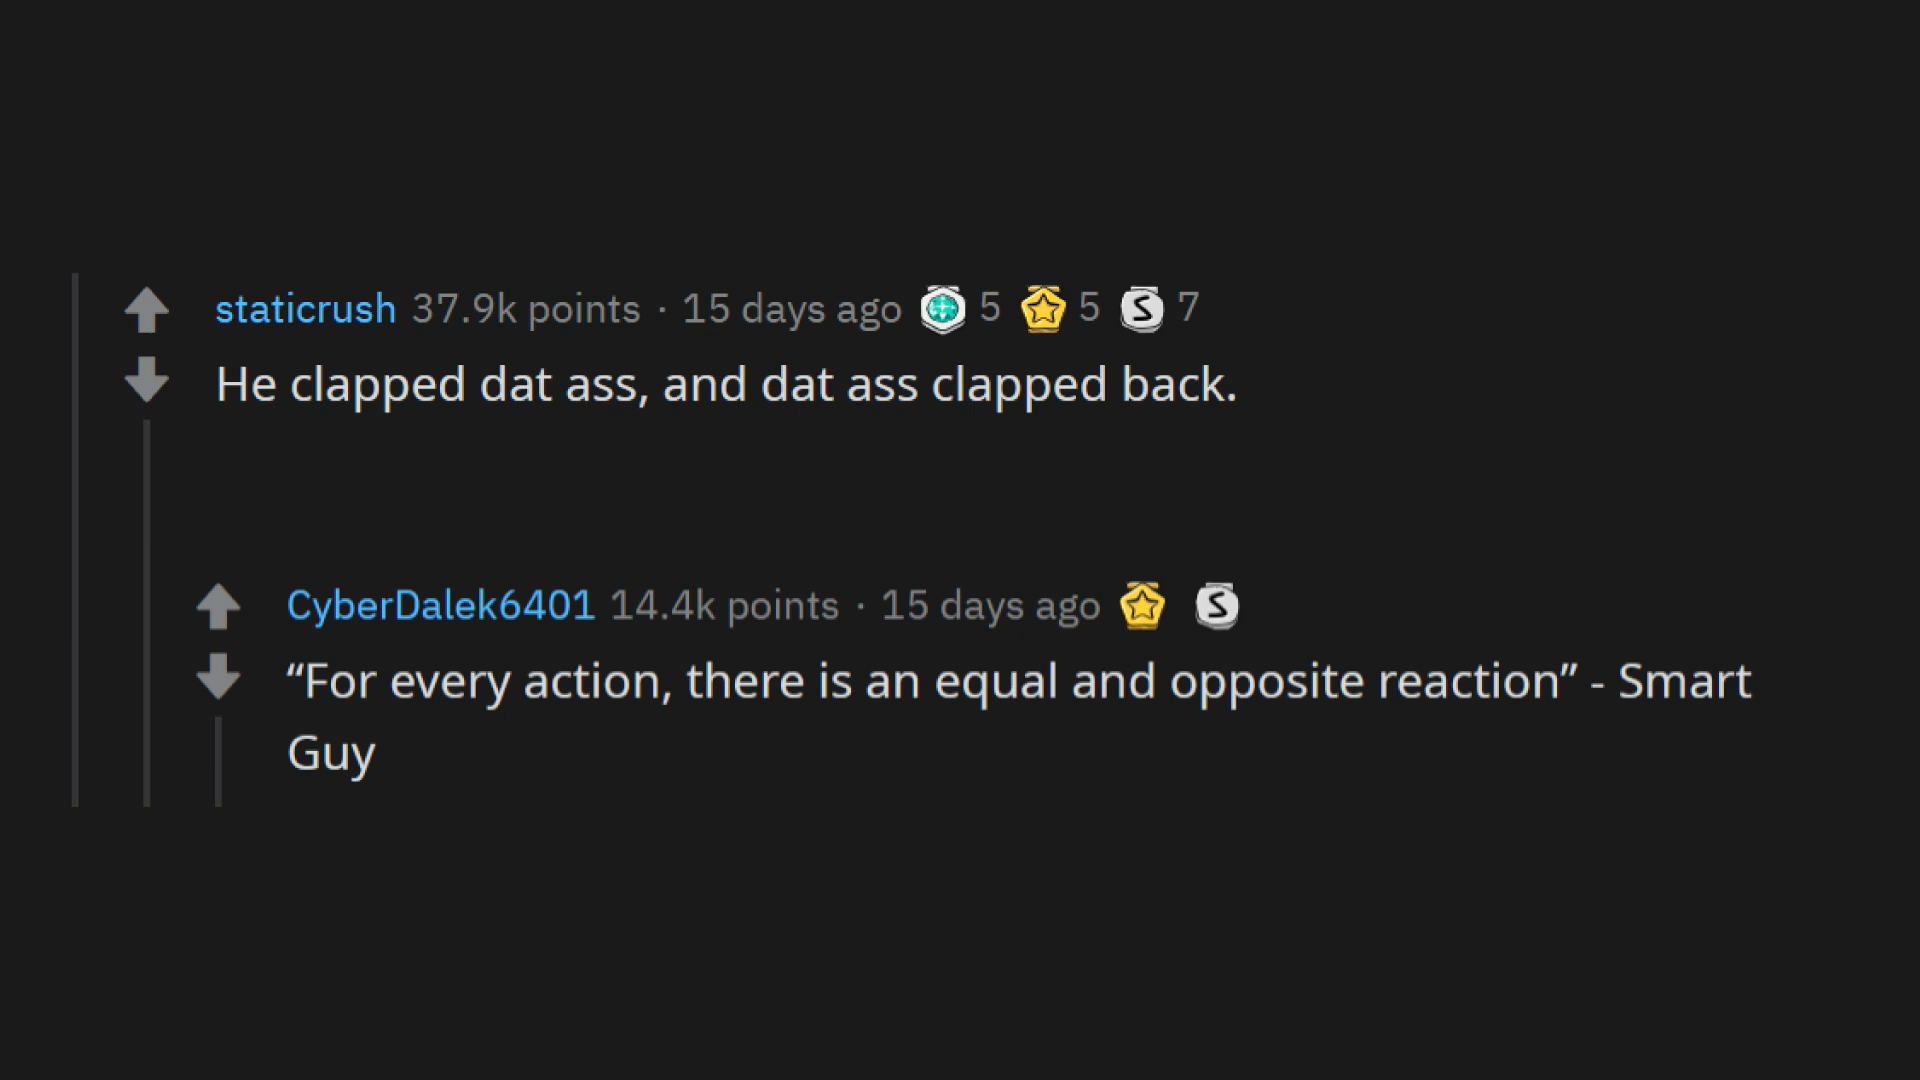 staticrush 37.9k points · 15 days ago 5 5 S 7
He clapped dat ass, and dat ass clapped back.
CyberDalek6401 14.4k points · 15 days ago S
“For every action, there is an equal and opposite reaction” - Smart
Guy